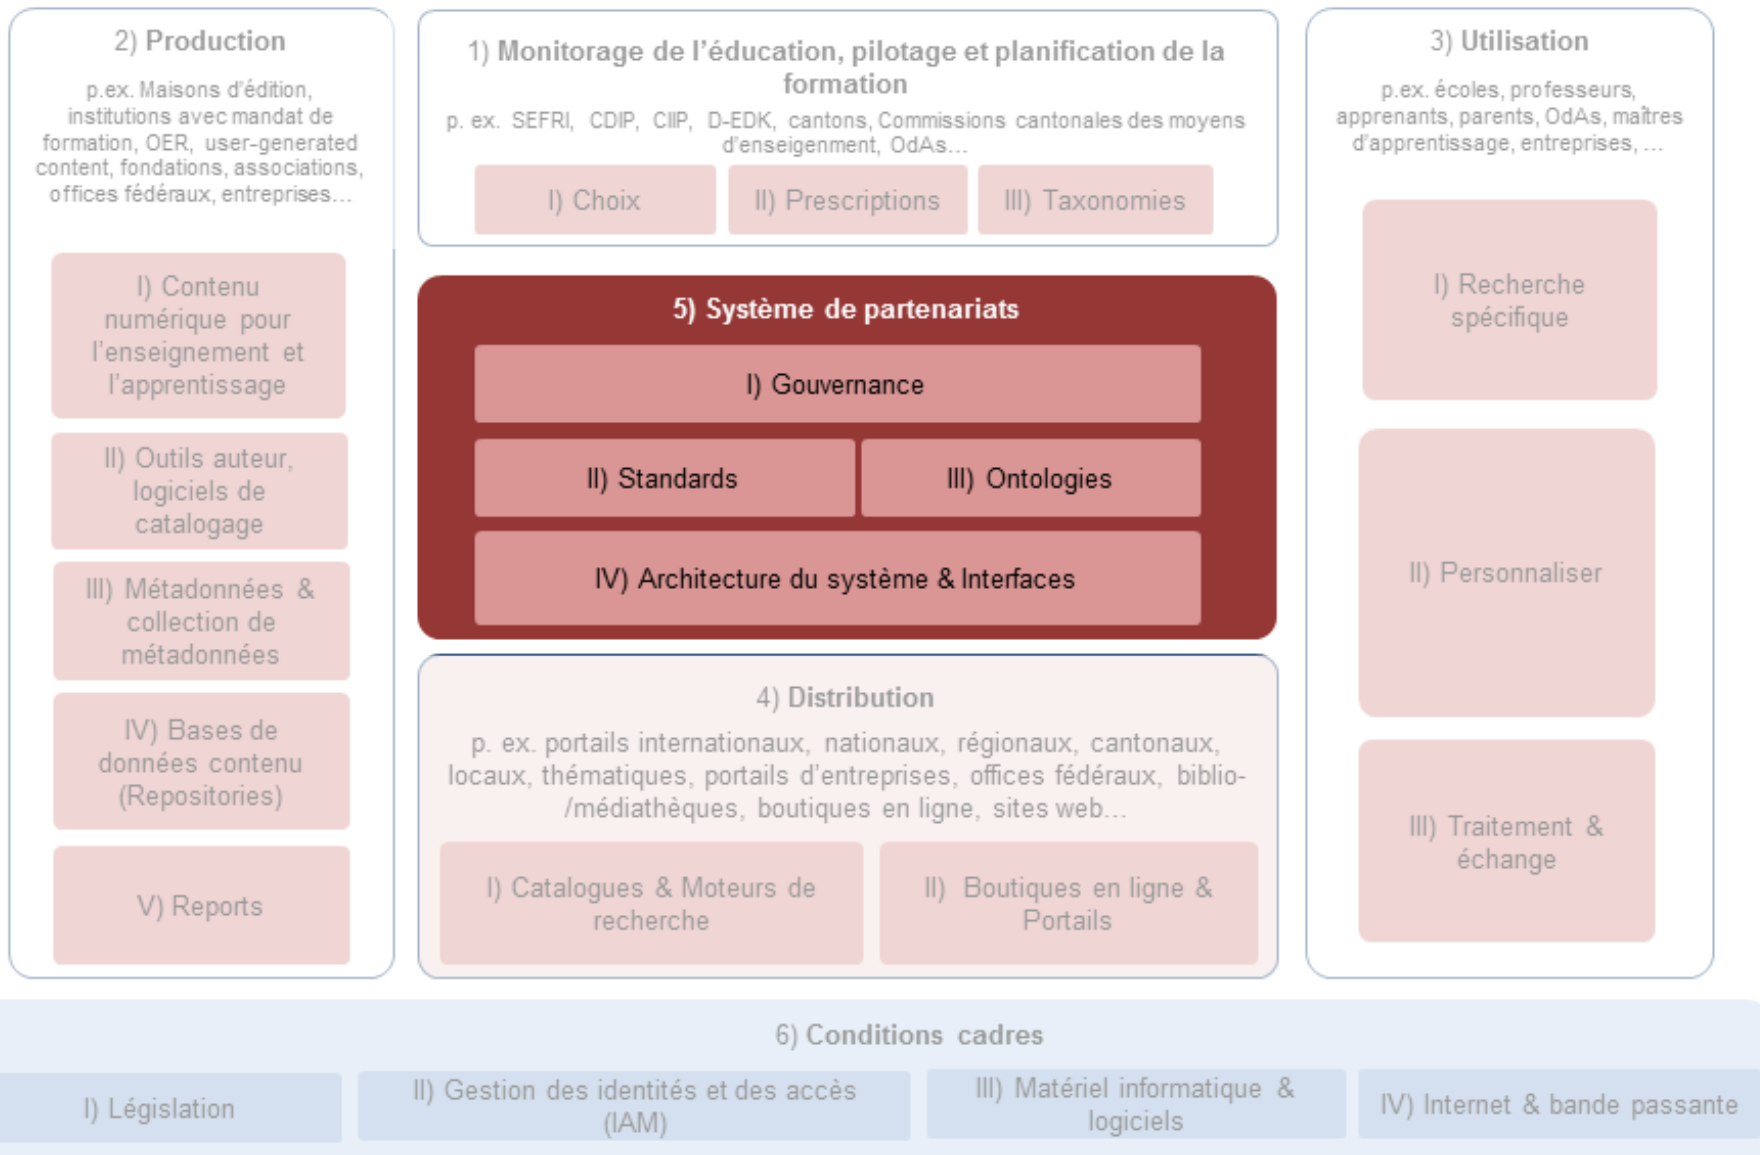 2) Production
p.ex. Maisons d'édition,
institutions avec mandat de
formation, OER, user-generated
content, fondations, associations,
offices fédéraux, entreprises...
I) Contenu
numérique pour
l'enseignement et
l'apprentissage
II) Outils auteur,
logiciels de
catalogage
III) Métadonnées &
collection de
métadonnées
IV) Bases de
données contenu
(Repositories)
V) Reports
1) Monitorage de l'éducation, pilotage et planification de la
formation
p. ex. SEFRI, CDIP, CIIP, D-EDK, cantons, Commissions cantonales des moyens
d'enseigenment, OdAs...
I) Choix
II) Prescriptions
III) Taxonomies
5) Système de partenariats
I) Gouvernance
II) Standards
III) Ontologies
IV) Architecture du système & Interfaces
4) Distribution
p. ex. portails internationaux, nationaux, régionaux, cantonaux,
locaux, thématiques, portails d'entreprises, offices fédéraux, biblio-
/médiathèques, boutiques en ligne, sites web...
I) Catalogues & Moteurs de
recherche
II) Boutiques en ligne &
Portails
3) Utilisation
p.ex. écoles, professeurs,
apprenants, parents, OdAs, maîtres
d'apprentissage, entreprises, ...
I) Recherche
spécifique
II) Personnaliser
III) Traitement &
échange
6) Conditions cadres
I) Législation
II) Gestion des identités et des accès
(IAM)
III) Matériel informatique &
logiciels
IV) Internet & bande passante